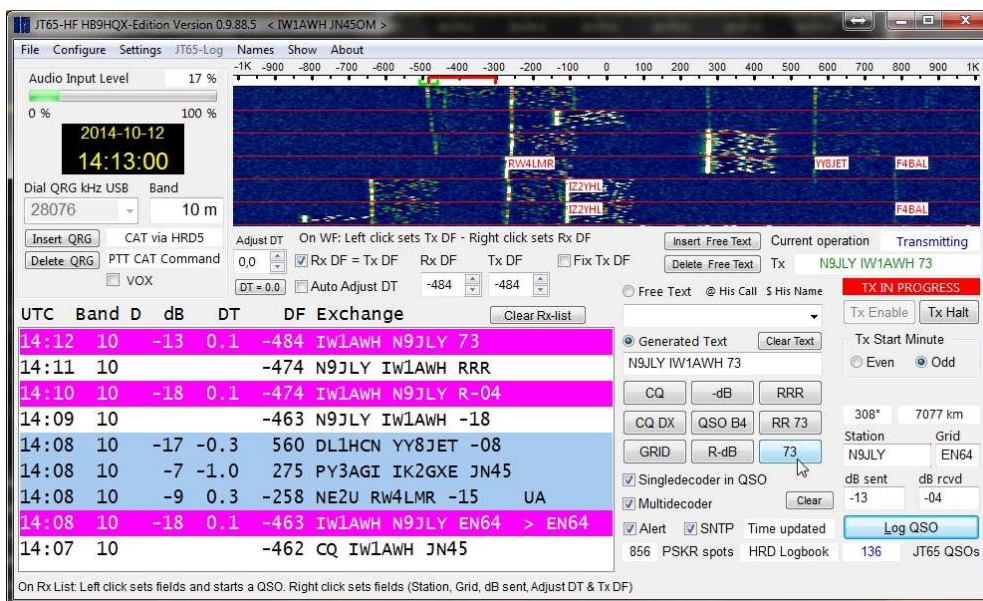 JT65-HF HB9HQX-Edition Version 0.9.88.5 < IW1AWH JN45OM >
File Configure Settings JT65-Log Names Show About
-1K -900 -800 -700 -600 -500 -400 -300 -200 -100 0 100 200 300 400 500 600 700 800 900 1K
Audio Input Level 17 %
0 % 100 %
2014-10-12
14:13:00
RW4LMR YY8JET F4BAL
IZ2YHL
IZ2YHL F4BAL
Dial QRG kHz USB Band
28076 10 m
Insert QRG CAT via HRD5
Delete QRG PTT CAT Command
VOX
Adjust DT On WF: Left click sets Tx DF - Right click sets Rx DF
0,0 Rx DF = Tx DF Rx DF Tx DF Fix Tx DF
DT = 0.0 Auto Adjust DT -484 -484
Insert Free Text Current operation Transmitting
Delete Free Text Tx N9JLY IW1AWH 73
Free Text @ His Call $ His Name TX IN PROGRESS
Tx Enable Tx Halt
UTC Band D dB DT DF Exchange Clear Rx-list
14:12 10 -13 0.1 -484 IW1AWH N9JLY 73
14:11 10 -474 N9JLY IW1AWH RRR
14:10 10 -18 0.1 -474 IW1AWH N9JLY R-04
14:09 10 -463 N9JLY IW1AWH -18
14:08 10 -17 -0.3 560 DL1HCN YY8JET -08
14:08 10 -7 -1.0 275 PY3AGI IK2GXE JN45
14:08 10 -9 0.3 -258 NE2U RW4LMR -15 UA
14:08 10 -18 0.1 -463 IW1AWH N9JLY EN64 > EN64
14:07 10 -462 CQ IW1AWH JN45
Generated Text Clear Text
N9JLY IW1AWH 73
CQ -dB RRR
CQ DX QSO B4 RR 73
GRID R-dB 73
Singledecoder in QSO
Multidecoder Clear
Alert SNTP Time updated
856 PSKR spots HRD Logbook
Tx Start Minute
Even Odd
308° 7077 km
Station Grid
N9JLY EN64
dB sent dB rcvd
-13 -04
Log QSO
136 JT65 QSOs
On Rx List: Left click sets fields and starts a QSO. Right click sets fields (Station, Grid, dB sent, Adjust DT & Tx DF)